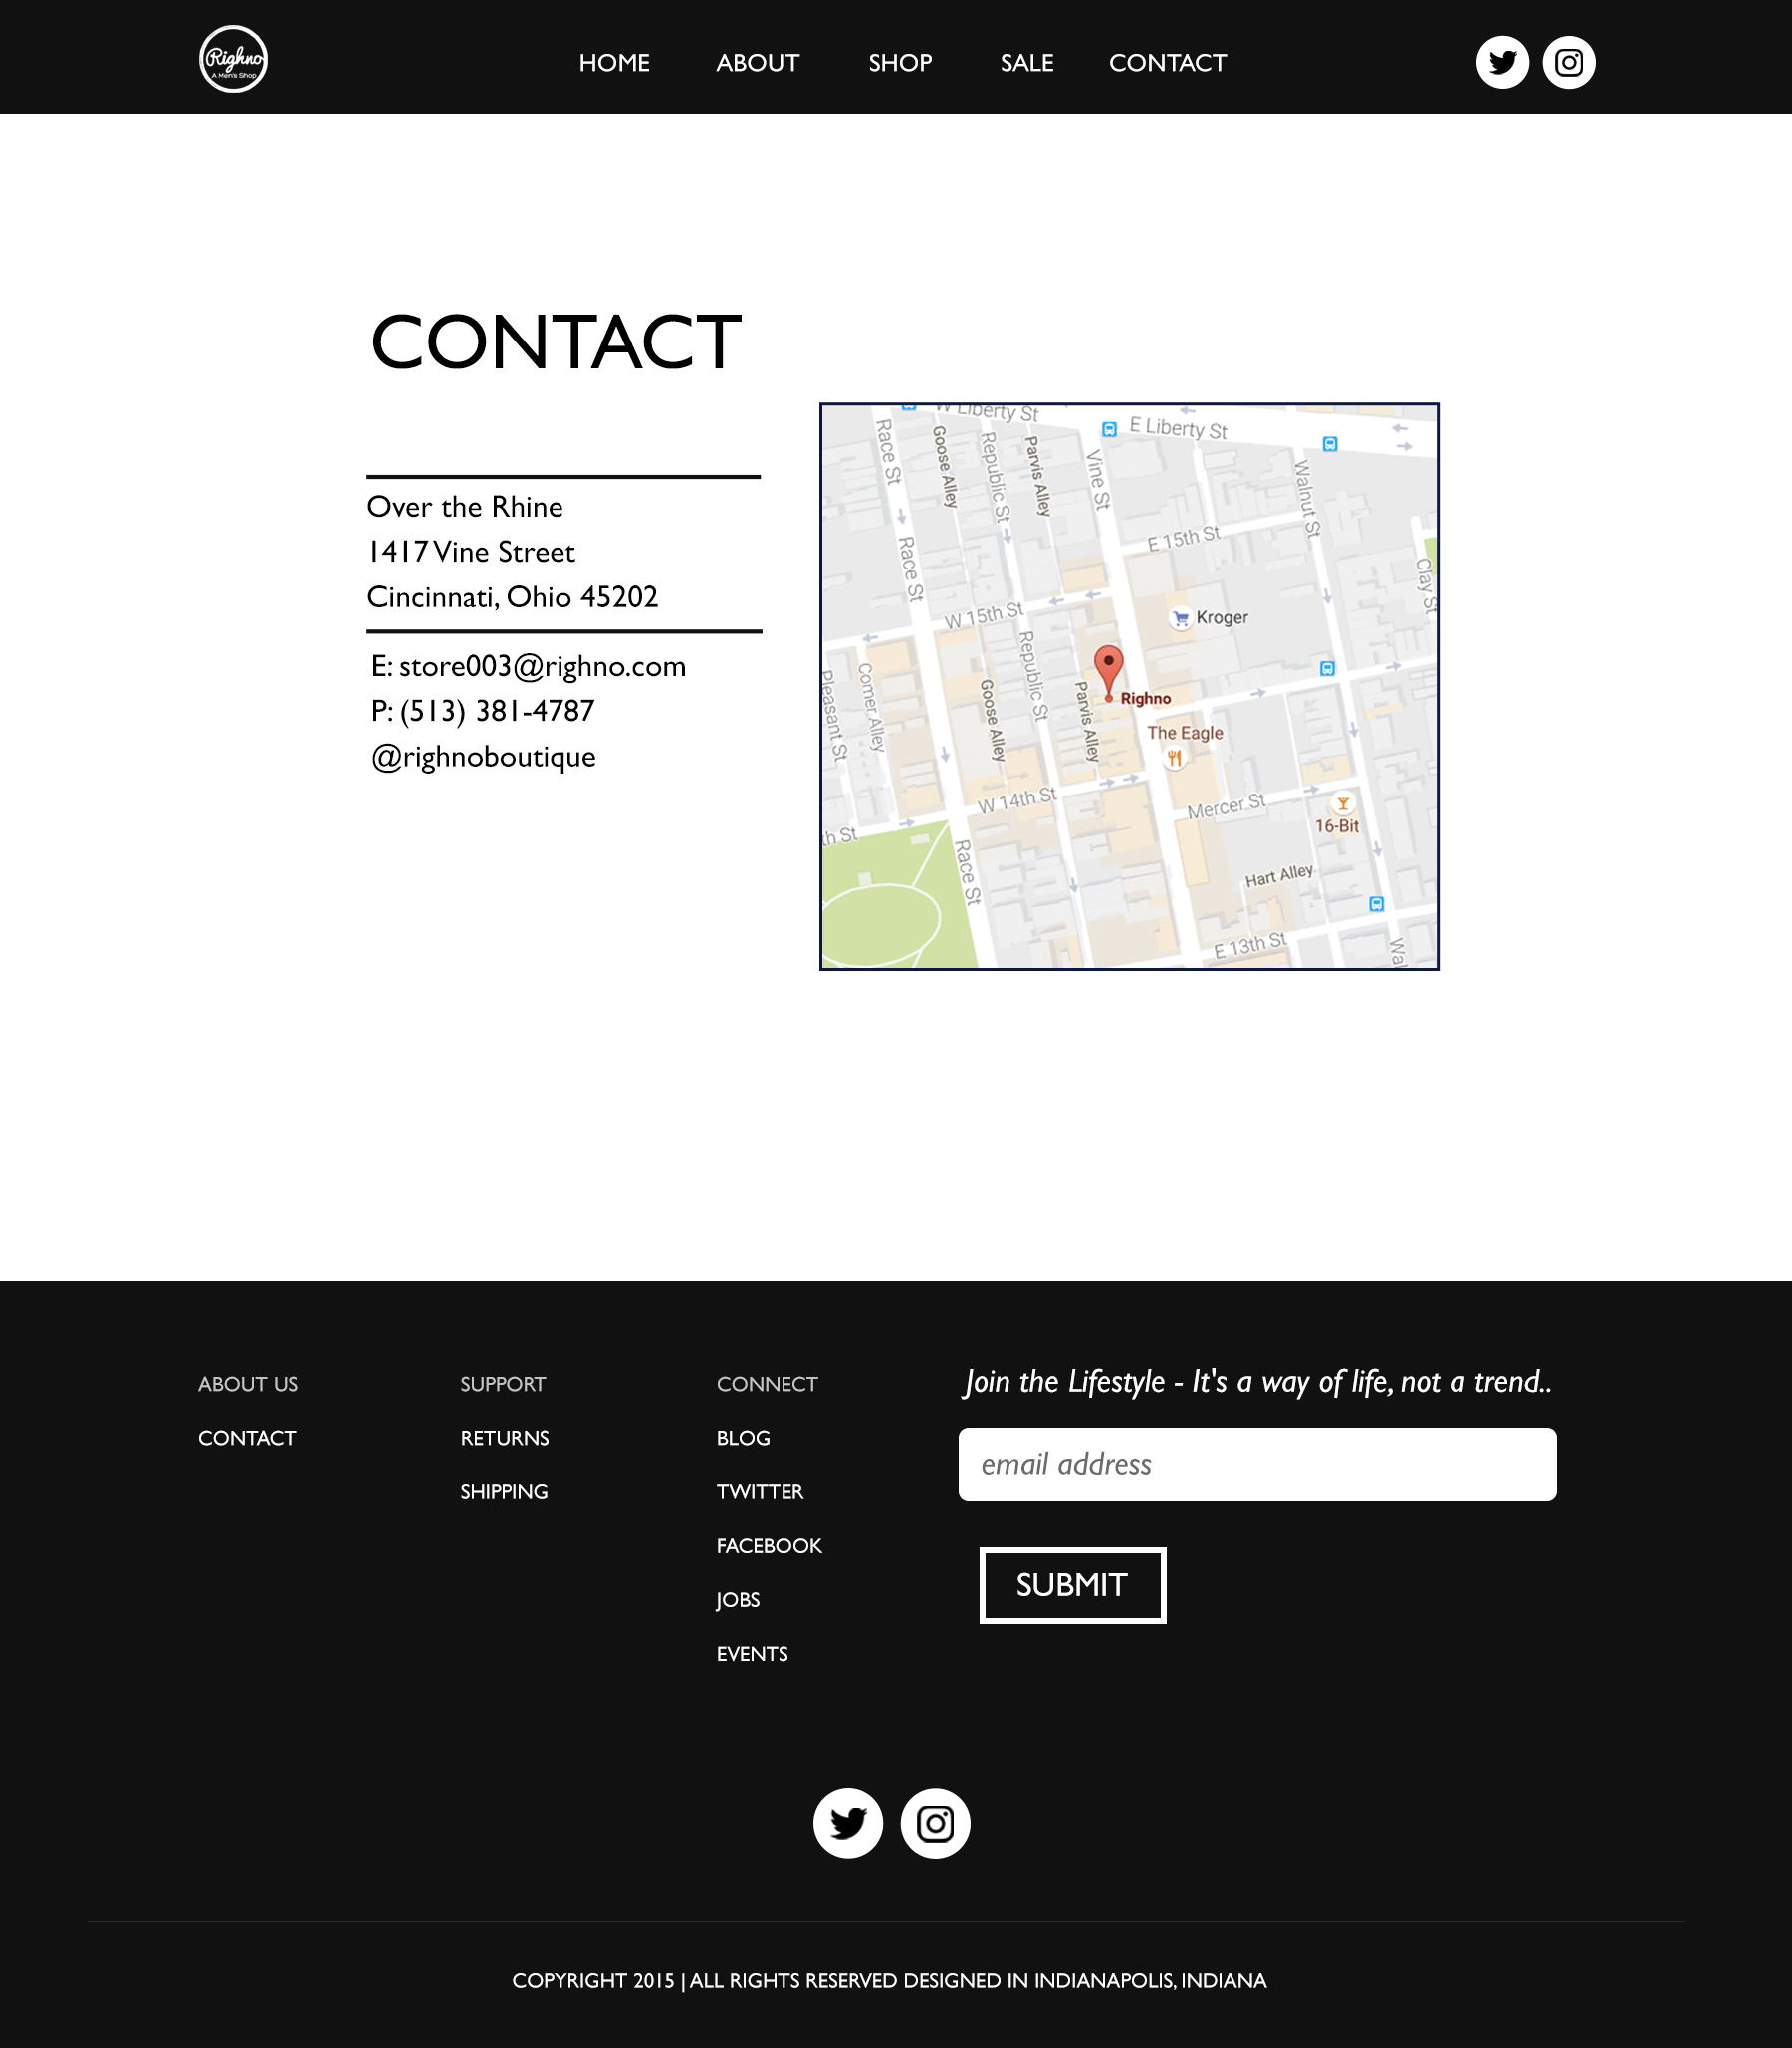 Righno
A Men's Shop
HOME ABOUT SHOP SALE CONTACT
CONTACT
Over the Rhine
1417 Vine Street
Cincinnati, Ohio 45202
E: store003@righno.com
P: (513) 381-4787
@righnoboutique
W Liberty St
E Liberty St
Race St
Goose Alley
Republic St
Parvis Alley
Vine St
Walnut St
E 15th St
Race St
Clay St
W 15th St
Kroger
Republic St
Comer Alley
Pleasant St
Goose Alley
Parvis Alley
Righno
The Eagle
W 14th St
Mercer St
16-Bit
th St
Race St
Hart Alley
E 13th St
Wal
ABOUT US
CONTACT
SUPPORT
RETURNS
SHIPPING
CONNECT
BLOG
TWITTER
FACEBOOK
JOBS
EVENTS
Join the Lifestyle - It's a way of life, not a trend..
email address
SUBMIT
COPYRIGHT 2015 | ALL RIGHTS RESERVED DESIGNED IN INDIANAPOLIS, INDIANA